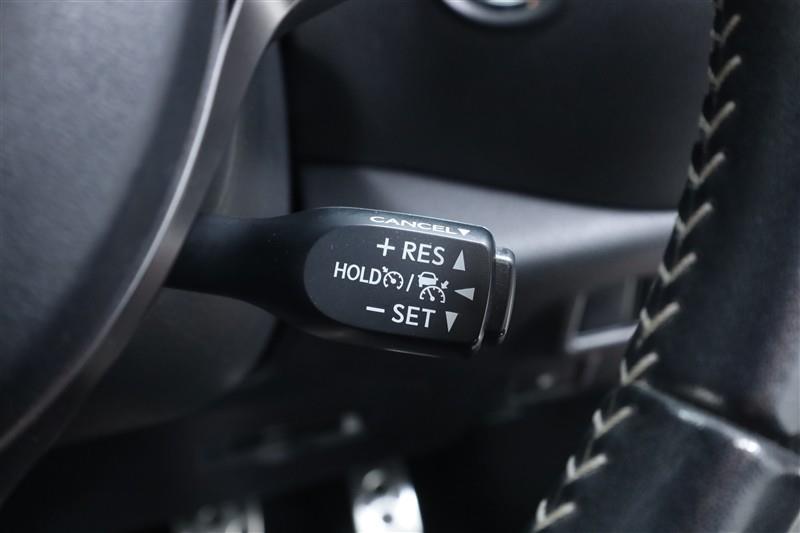 CANCEL▼
+ RES ▲
HOLD / ◀
− SET ▼